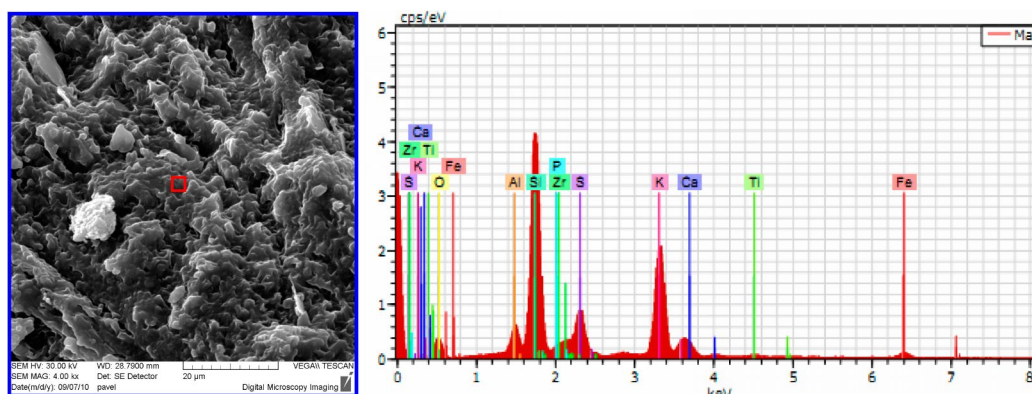 SEM HV: 30.00 kV WD: 28.7900 mm VEGA\\ TESCAN
SEM MAG: 4.00 kx Det: SE Detector 20 µm
Date(m/d/y): 09/07/10 pavel Digital Microscopy Imaging
cps/eV
Ma
6
5
4
3
2
1
0
Ca
Zr Ti
K Fe P
S O Al Si Zr S K Ca Ti Fe
0 1 2 3 4 5 6 7 8
keV